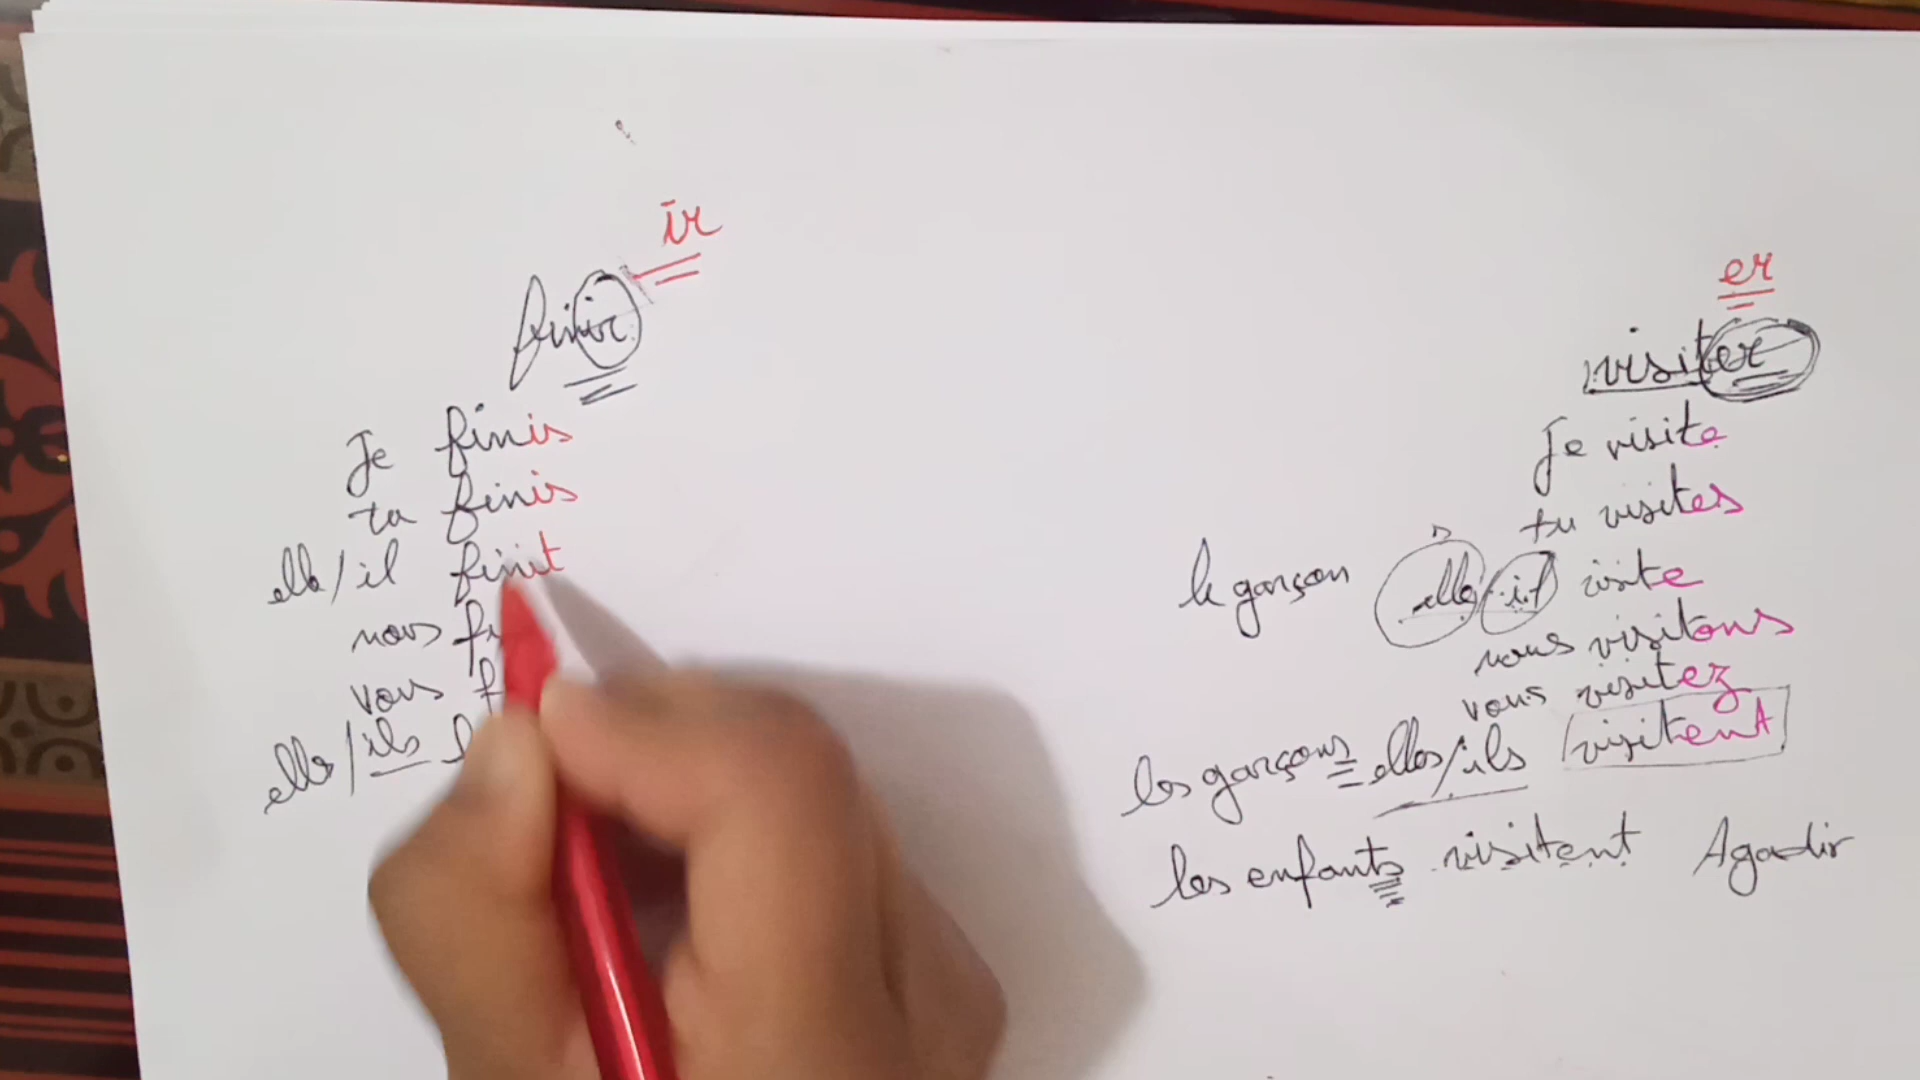 ir
finir
Je finis
tu finis
elle/il finit
nous
vous
elle/ils
er
visiter
Je visite
tu visites
le garçon elle/il visite
nous visitons
vous visitez
les garçons elles/ils visitent
les enfants visitent Agadir